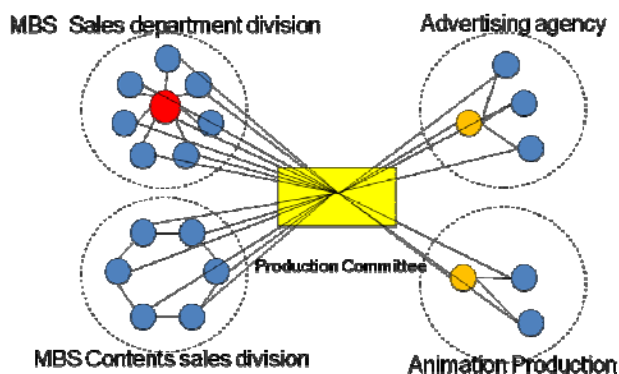 MBS Sales department division
Advertising agency
Production Committee
MBS Contents sales division
Animation Production